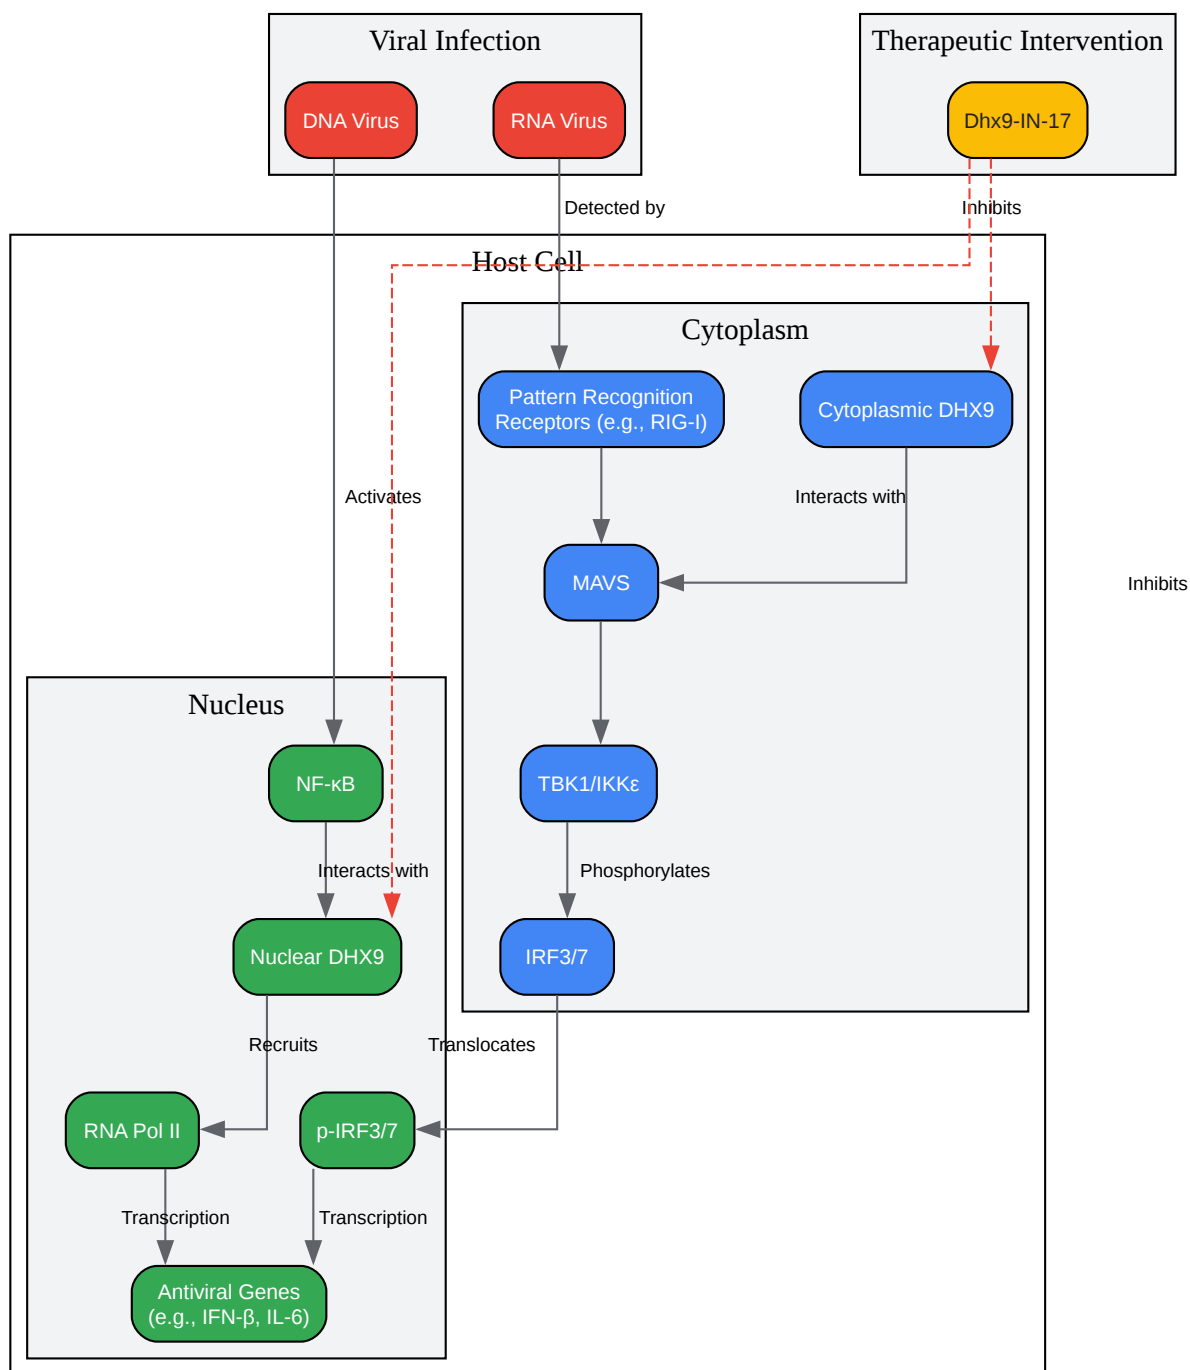 Viral Infection
Therapeutic Intervention
DNA Virus
RNA Virus
Dhx9-IN-17
Detected by
Inhibits
Host Cell
Cytoplasm
Pattern Recognition
Receptors (e.g., RIG-I)
Cytoplasmic DHX9
Activates
Interacts with
MAVS
Inhibits
Nucleus
NF-κB
TBK1/IKKε
Interacts with
Phosphorylates
Nuclear DHX9
IRF3/7
Recruits
Translocates
RNA Pol II
p-IRF3/7
Transcription
Transcription
Antiviral Genes
(e.g., IFN-β, IL-6)